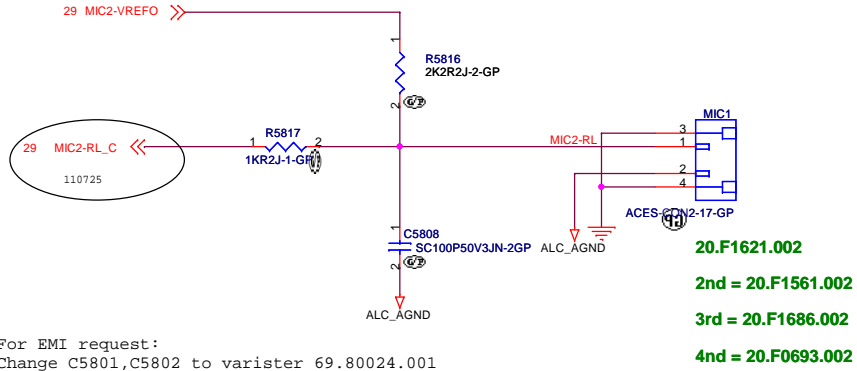 29 MIC2-VREFO
1
R5816
2K2R2J-2-GP
2
29 MIC2-RL_C
110725
1
R5817
2
1KR2J-1-GP
MIC2-RL
MIC1
3
1
2
4
ACES-CON2-17-GP
1
C5808
SC100P50V3JN-2GP
2
ALC_AGND
ALC_AGND
20.F1621.002
2nd = 20.F1561.002
3rd = 20.F1686.002
4nd = 20.F0693.002
For EMI request:
Change C5801,C5802 to varister 69.80024.001